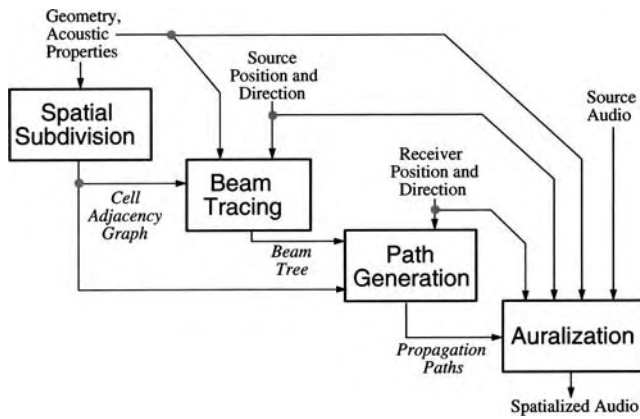 Geometry,
Acoustic
Properties
Source
Position and
Direction
Source
Audio
Spatial
Subdivision
Receiver
Position and
Direction
Beam
Tracing
Cell
Adjacency
Graph
Beam
Tree
Path
Generation
Propagation
Paths
Auralization
Spatialized Audio